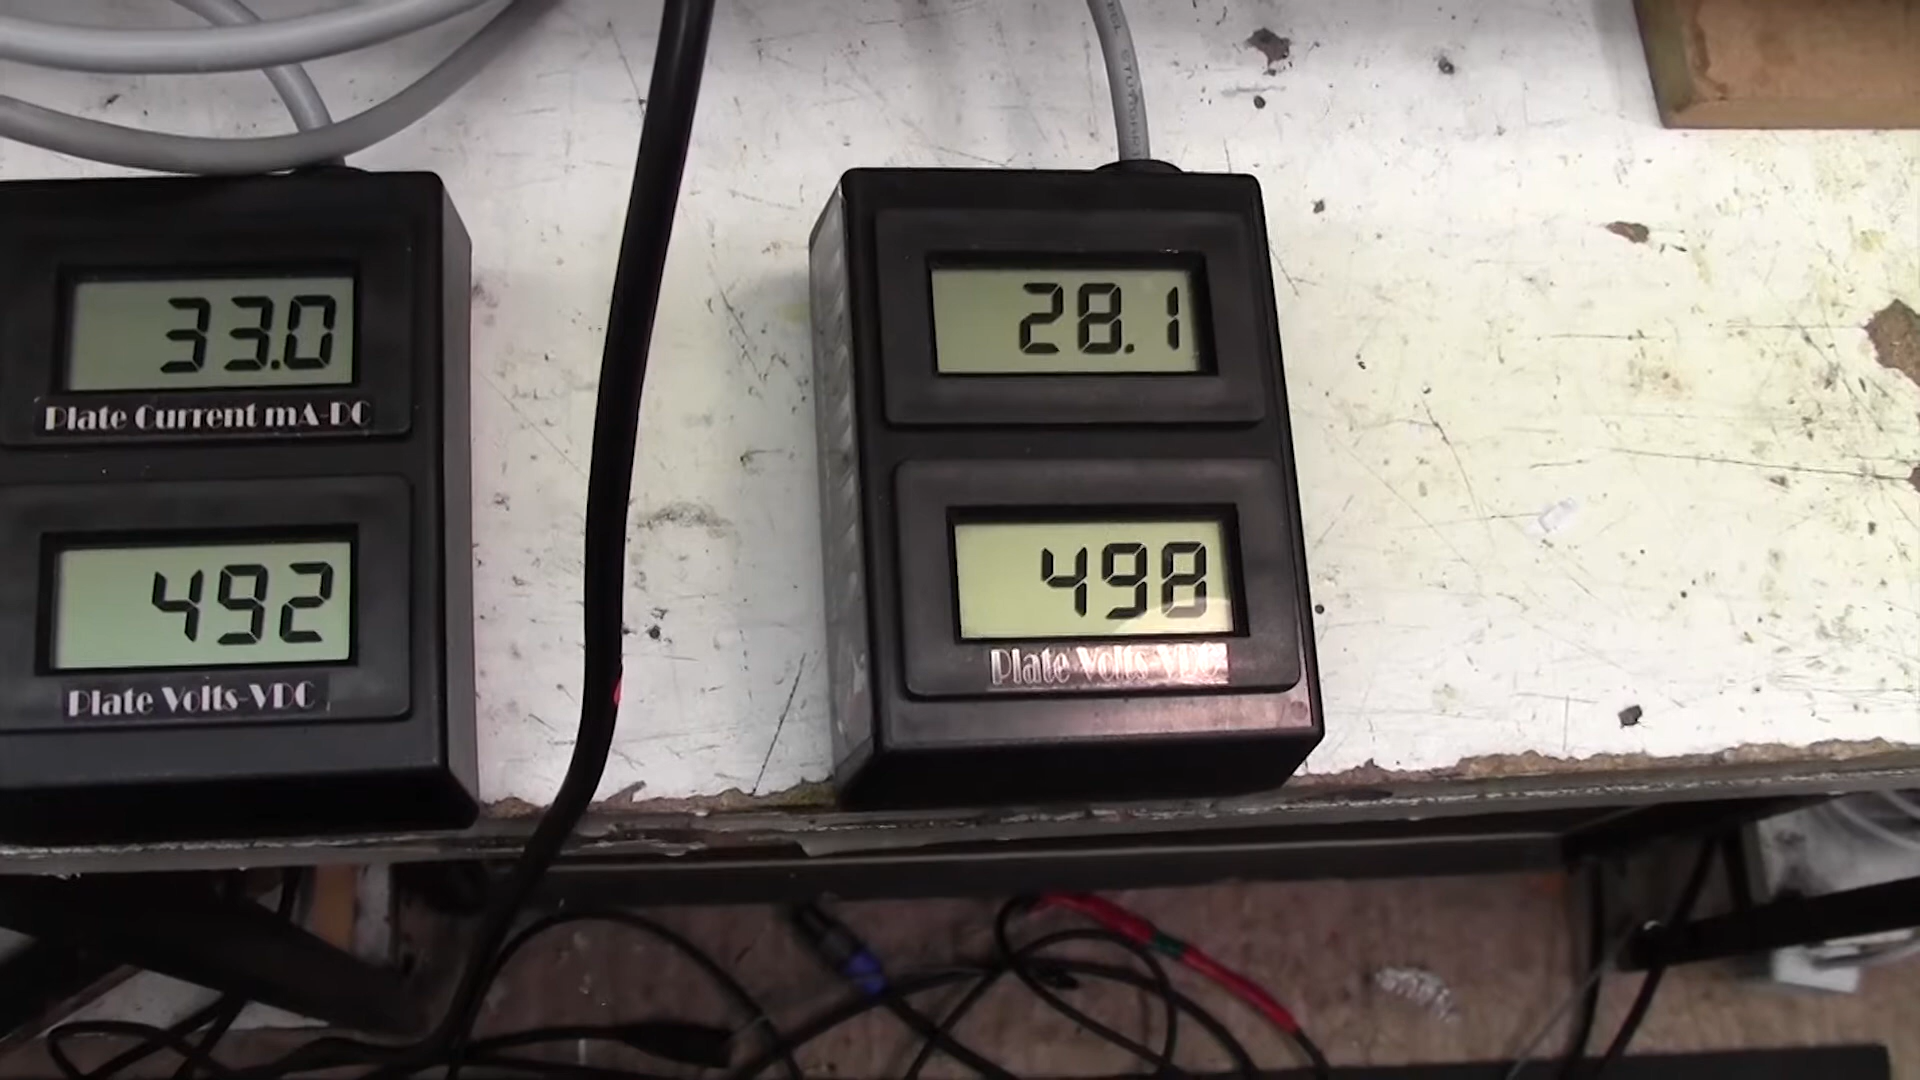 33.0
Plate Current mA-DC
492
Plate Volts-VDC
28.1
498
Plate Volts-VDC